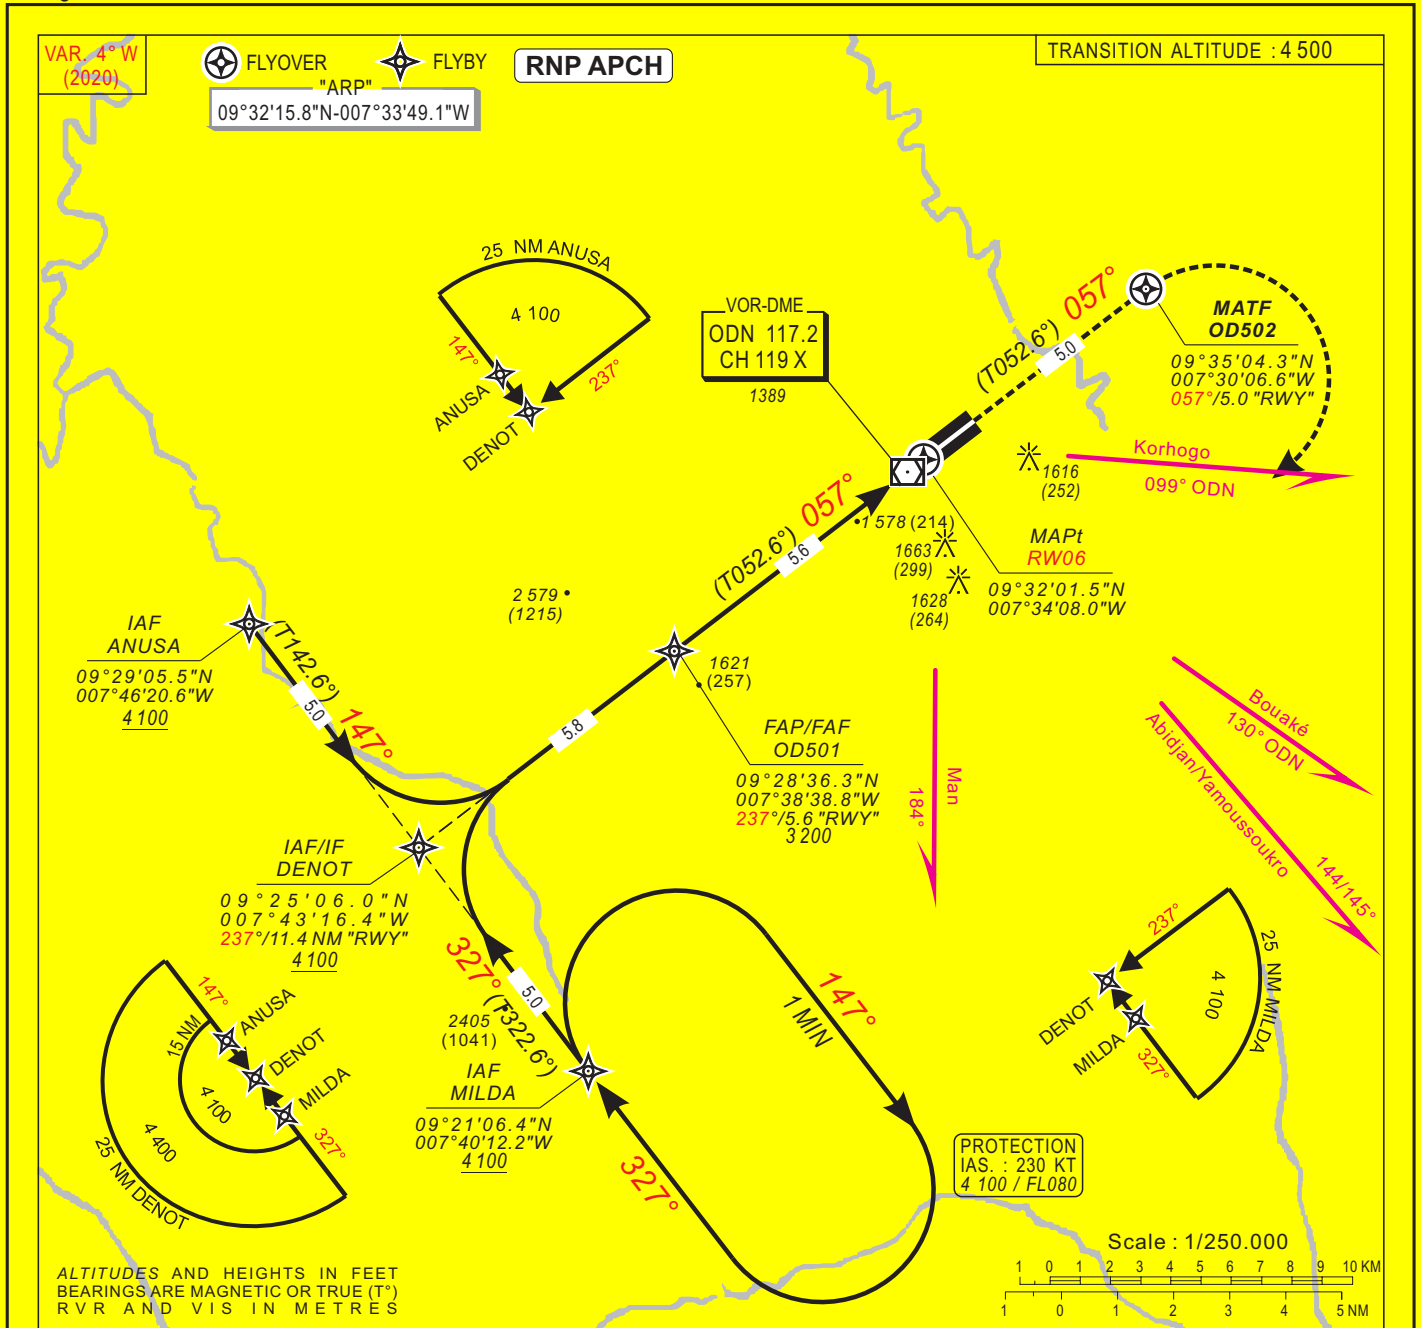 VAR. 4° W
(2020)
FLYOVER
FLYBY
RNP APCH
TRANSITION ALTITUDE : 4 500
"ARP"
09°32'15.8"N-007°33'49.1"W
25 NM ANUSA
4 100
147°
237°
ANUSA
DENOT
VOR-DME
ODN 117.2
CH 119 X
1389
(T052.6°)
057°
5.0
MATF
OD502
09°35'04.3"N
007°30'06.6"W
057°/5.0 "RWY"
Korhogo
099° ODN
1616
(252)
(T052.6°)
057°
5.6
1 578 (214)
1663
(299)
1628
(264)
MAPt
RW06
09°32'01.5"N
007°34'08.0"W
2 579
(1215)
IAF
ANUSA
09°29'05.5"N
007°46'20.6"W
4 100
(T142.6°)
5.0
147°
5.8
1621
(257)
FAP/FAF
OD501
09°28'36.3"N
007°38'38.8"W
237°/5.6 "RWY"
3 200
Man
184°
Bouaké
130° ODN
Abidjan/Yamoussoukro
144/145°
IAF/IF
DENOT
09°25'06.0"N
007°43'16.4"W
237°/11.4 NM "RWY"
4 100
327°
(T322.6°)
5.0
2405
(1041)
IAF
MILDA
09°21'06.4"N
007°40'12.2"W
4 100
147°
1 MIN
327°
147°
15 NM
ANUSA
DENOT
MILDA
4 100
4 400
327°
25 NM DENOT
237°
25 NM MILDA
4 100
DENOT
MILDA
327°
PROTECTION
IAS. : 230 KT
4 100 / FL080
Scale : 1/250.000
1 0 1 2 3 4 5 6 7 8 9 10 KM
1 0 1 2 3 4 5 NM
ALTITUDES AND HEIGHTS IN FEET
BEARINGS ARE MAGNETIC OR TRUE (T°)
RVR AND VIS IN METRES